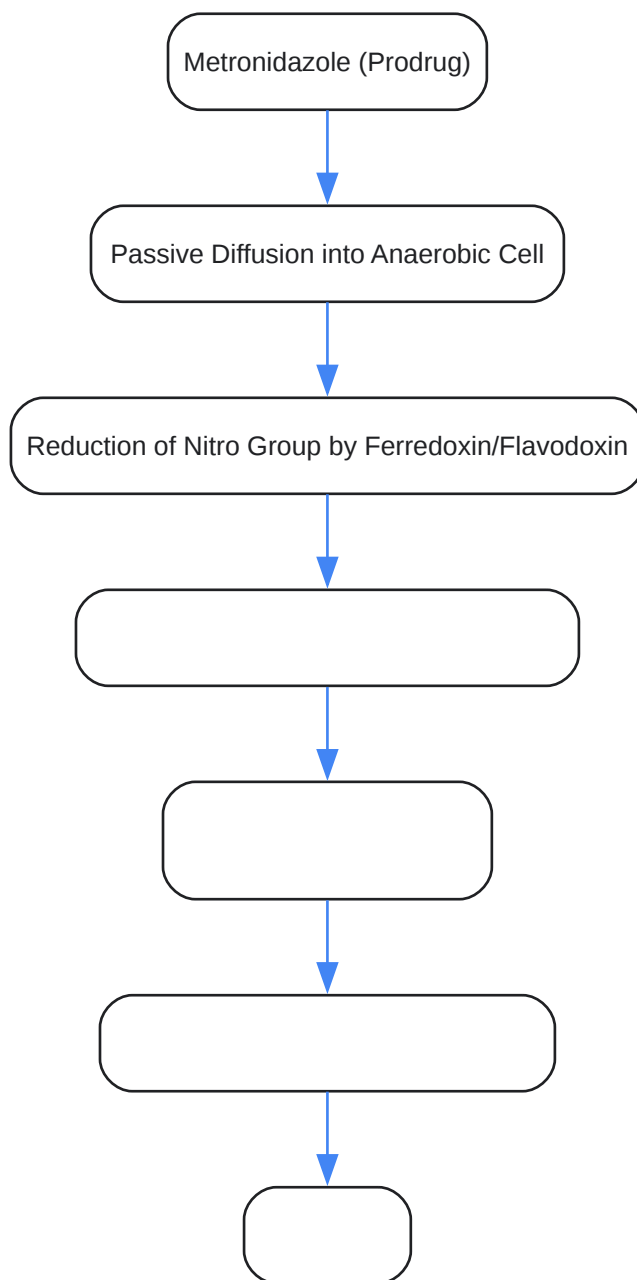 Metronidazole (Prodrug)
Passive Diffusion into Anaerobic Cell
Reduction of Nitro Group by Ferredoxin/Flavodoxin